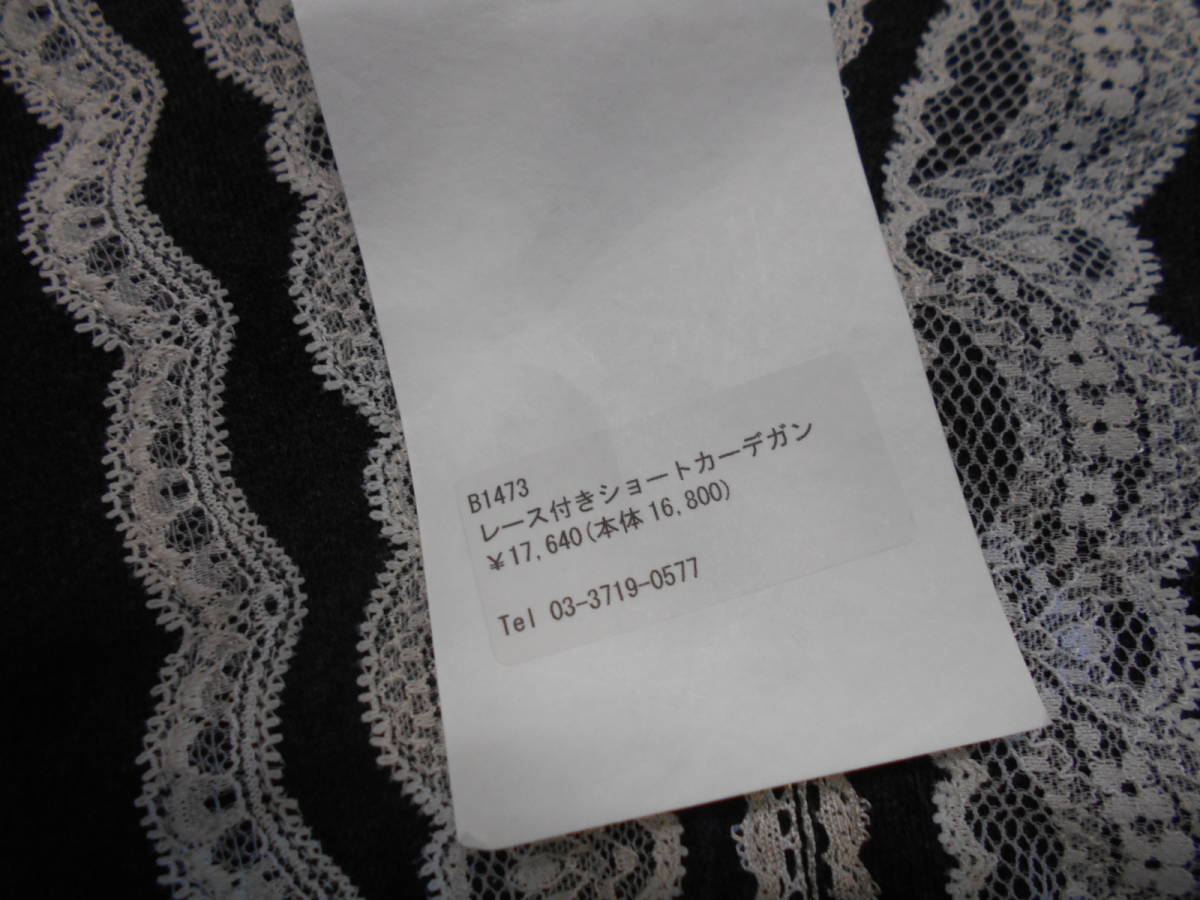 B1473
レース付きショートカーデガン
￥17,640(本体16,800)
Tel 03-3719-0577